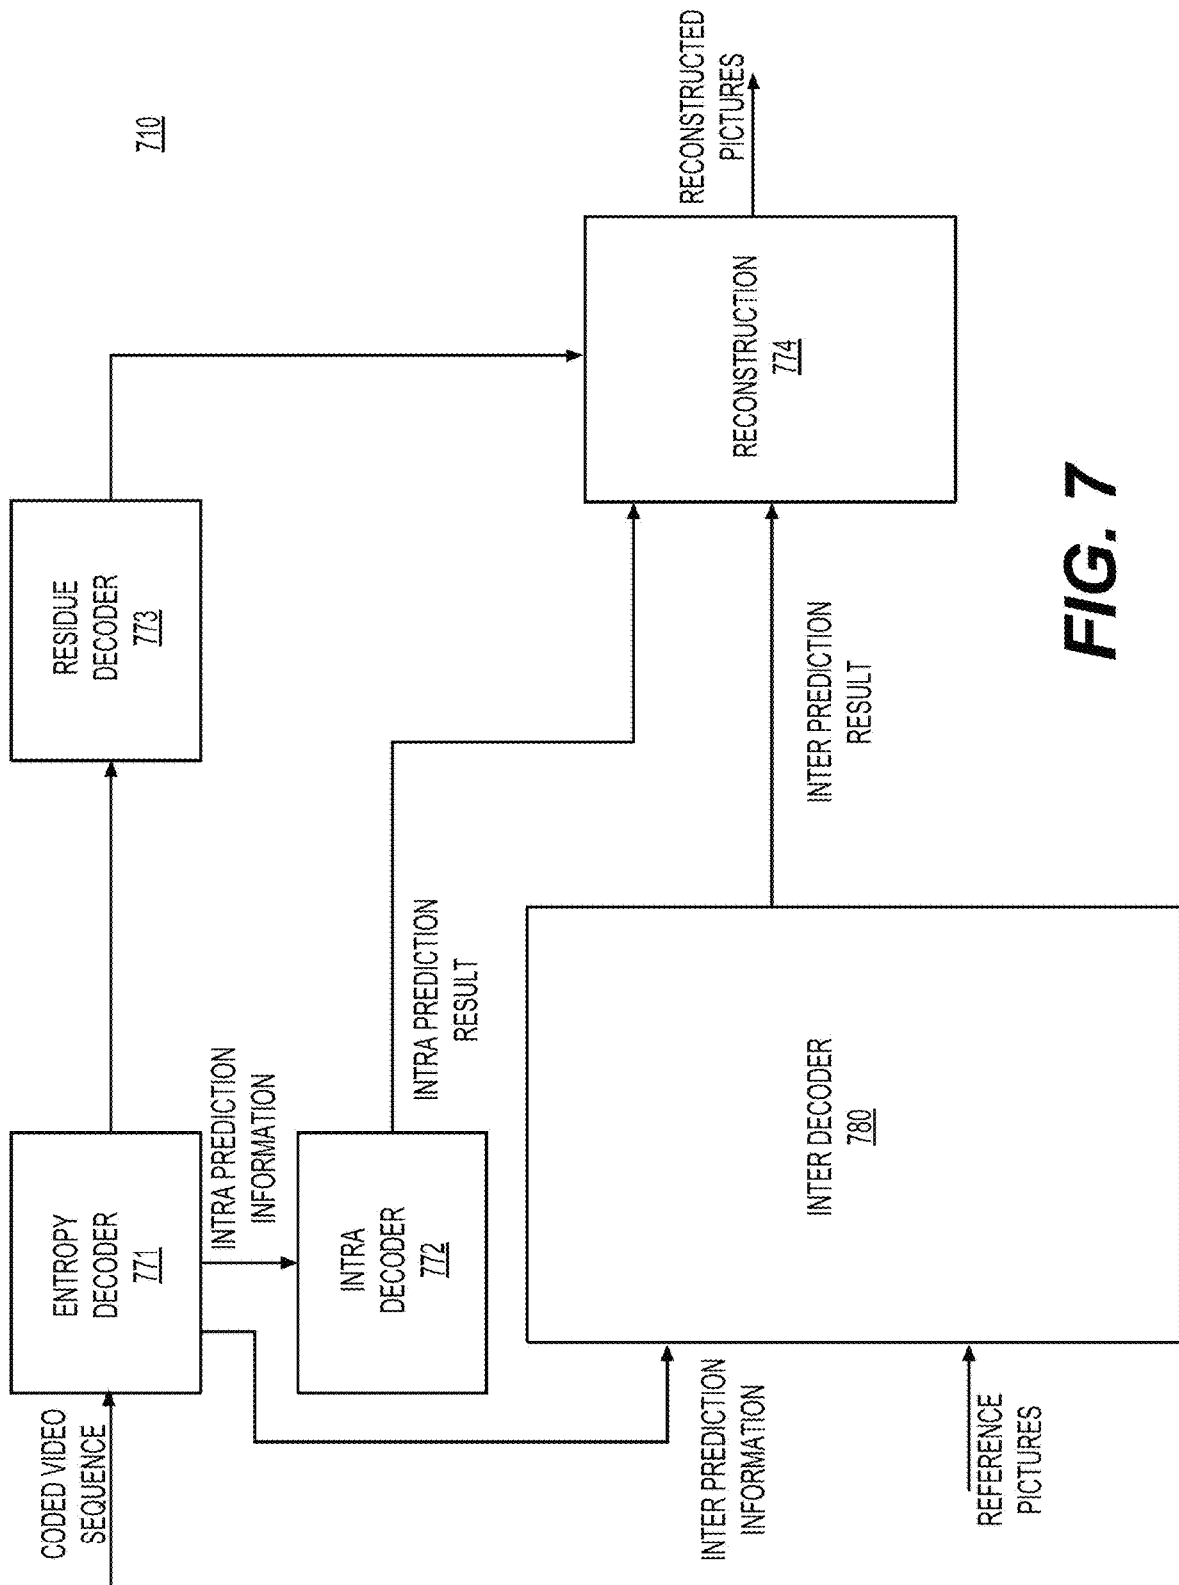 710
CODED VIDEO
SEQUENCE
ENTROPY
DECODER
771
RESIDUE
DECODER
773
INTRA PREDICTION
INFORMATION
INTRA
DECODER
772
INTRA PREDICTION
RESULT
INTER PREDICTION
INFORMATION
REFERENCE
PICTURES
INTER DECODER
780
INTER PREDICTION
RESULT
RECONSTRUCTION
774
RECONSTRUCTED
PICTURES
FIG. 7